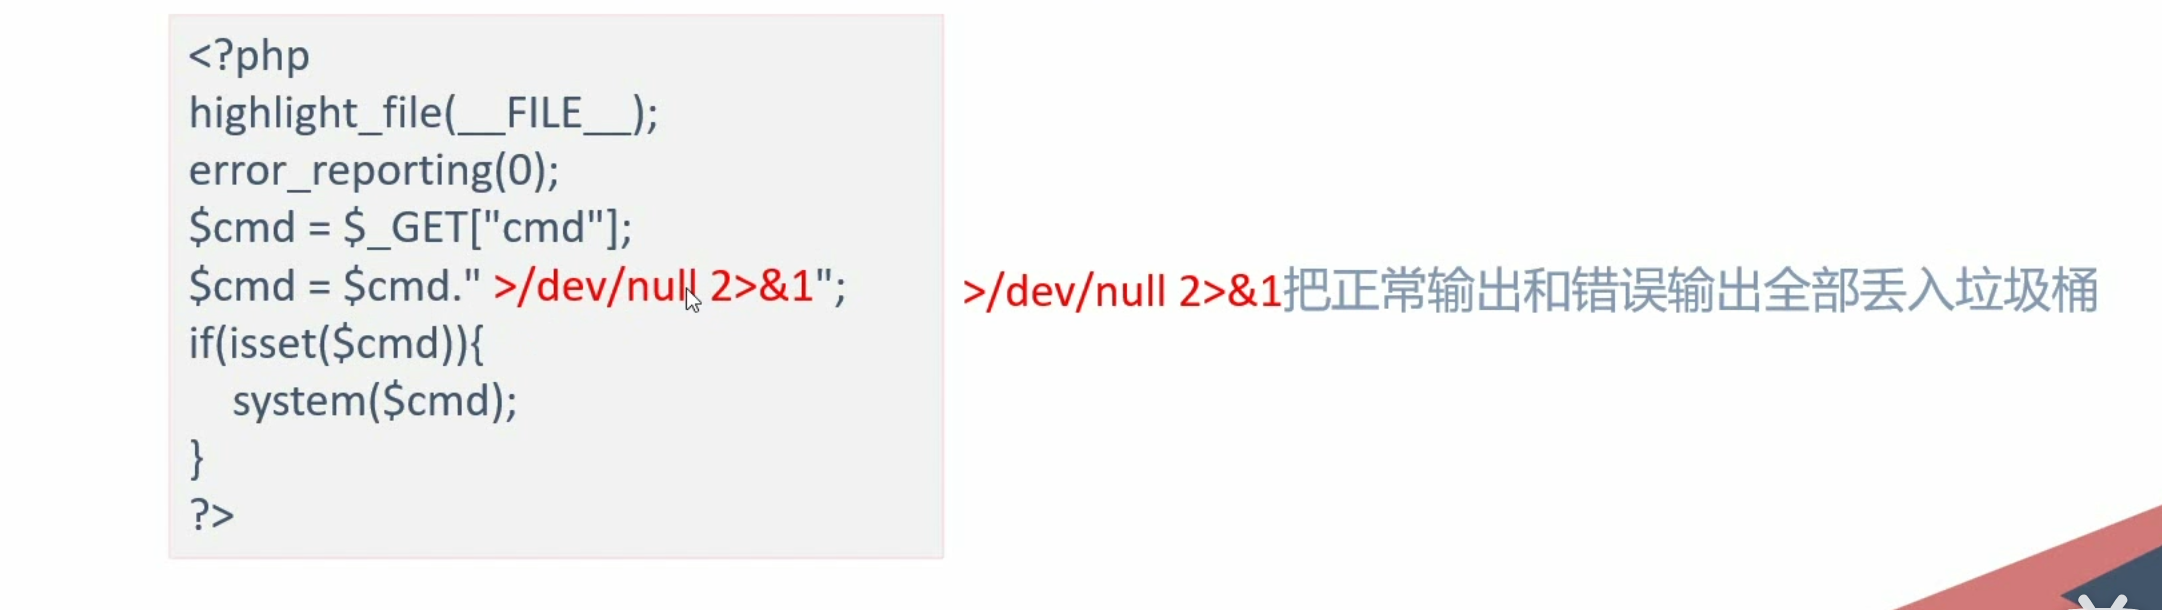 <?php
highlight_file(__FILE__);
error_reporting(0);
$cmd = $_GET["cmd"];
$cmd = $cmd." >/dev/null 2>&1";
if(isset($cmd)){
    system($cmd);
}
?>
>/dev/null 2>&1把正常输出和错误输出全部丢入垃圾桶